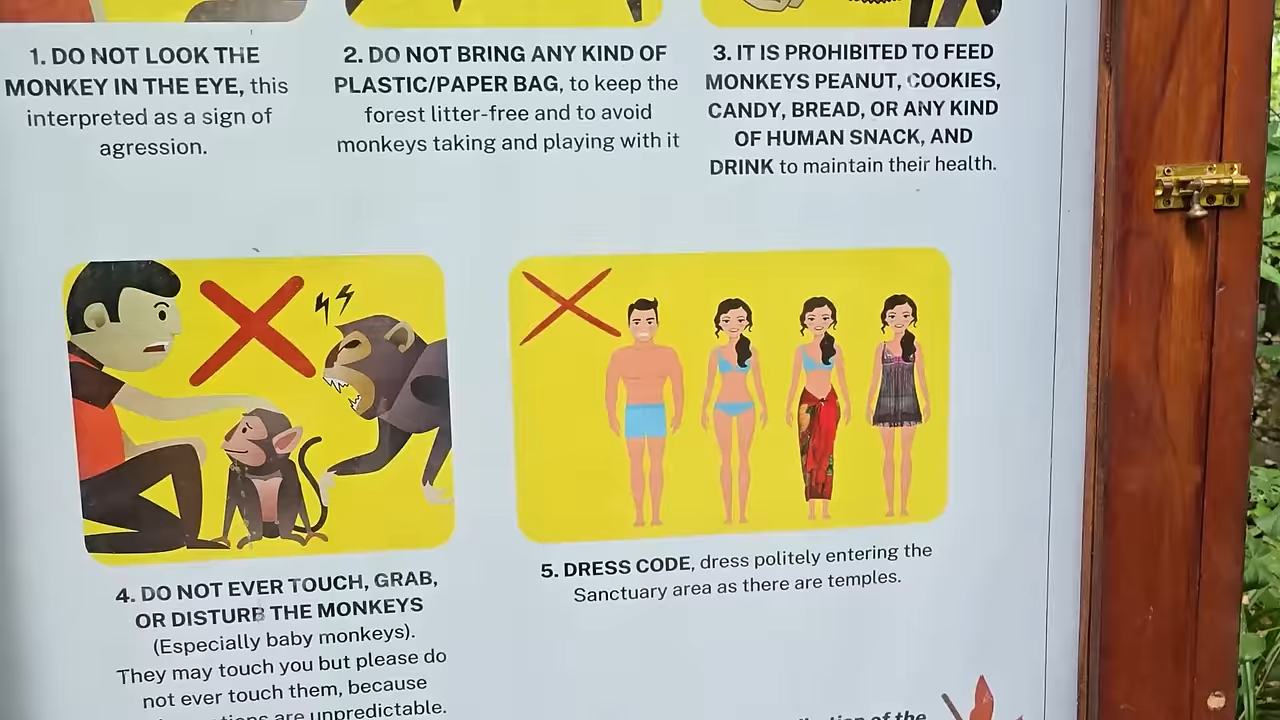 1. DO NOT LOOK THE
MONKEY IN THE EYE, this
interpreted as a sign of
agression.
2. DO NOT BRING ANY KIND OF
PLASTIC/PAPER BAG, to keep the
forest litter-free and to avoid
monkeys taking and playing with it
3. IT IS PROHIBITED TO FEED
MONKEYS PEANUT, COOKIES,
CANDY, BREAD, OR ANY KIND
OF HUMAN SNACK, AND
DRINK to maintain their health.
4. DO NOT EVER TOUCH, GRAB,
OR DISTURB THE MONKEYS
(Especially baby monkeys).
They may touch you but please do
not ever touch them, because
are unpredictable.
5. DRESS CODE, dress politely entering the
Sanctuary area as there are temples.
of the